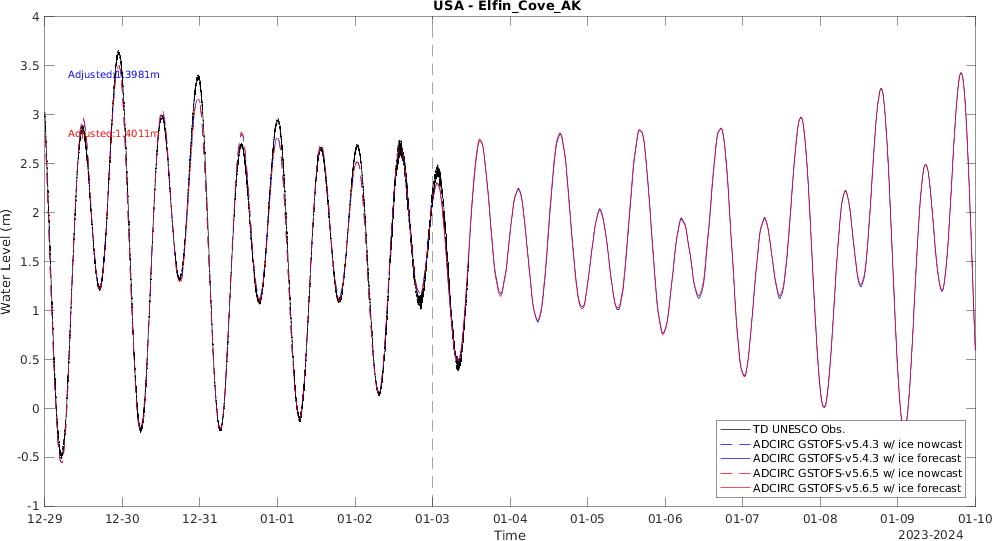 USA - Elfin_Cove_AK
4
3.5
3
2.5
2
1.5
1
0.5
0
-0.5
-1
Water Level (m)
Adjusted:1.3981m
Adjusted:1.4011m
TD UNESCO Obs.
ADCIRC GSTOFS-v5.4.3 w/ ice nowcast
ADCIRC GSTOFS-v5.4.3 w/ ice forecast
ADCIRC GSTOFS-v5.6.5 w/ ice nowcast
ADCIRC GSTOFS-v5.6.5 w/ ice forecast
12-29 12-30 12-31 01-01 01-02 01-03 01-04 01-05 01-06 01-07 01-08 01-09 01-10
Time
2023-2024